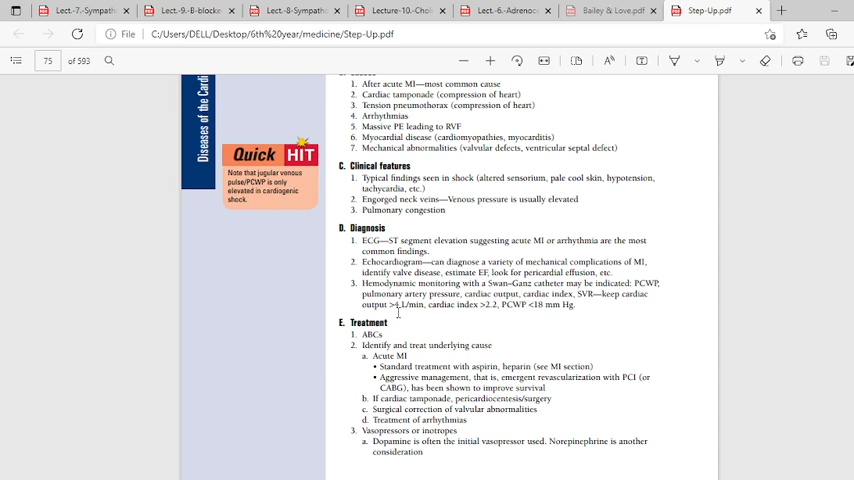 Lect.-7.-Sympath
Lect.-9.-B-blocke
Lect.-8-Sympath
Lecture-10.-Choli
Lect.-6.-Adrenoc
Bailey & Love.pdf
Step-Up.pdf
File
C:/Users/DELL/Desktop/6th%20year/medicine/Step-Up.pdf
75 of 593
Diseases of the Cardi
Quick HIT
Note that jugular venous
pulse/PCWP is only
elevated in cardiogenic
shock.
1. After acute MI—most common cause
2. Cardiac tamponade (compression of heart)
3. Tension pneumothorax (compression of heart)
4. Arrhythmias
5. Massive PE leading to RVF
6. Myocardial disease (cardiomyopathies, myocarditis)
7. Mechanical abnormalities (valvular defects, ventricular septal defect)
C. Clinical features
1. Typical findings seen in shock (altered sensorium, pale cool skin, hypotension,
tachycardia, etc.)
2. Engorged neck veins—Venous pressure is usually elevated
3. Pulmonary congestion
D. Diagnosis
1. ECG—ST segment elevation suggesting acute MI or arrhythmia are the most
common findings.
2. Echocardiogram—can diagnose a variety of mechanical complications of MI,
identify valve disease, estimate EF, look for pericardial effusion, etc.
3. Hemodynamic monitoring with a Swan–Ganz catheter may be indicated: PCWP,
pulmonary artery pressure, cardiac output, cardiac index, SVR—keep cardiac
output >4 L/min, cardiac index >2.2, PCWP <18 mm Hg.
E. Treatment
1. ABCs
2. Identify and treat underlying cause
a. Acute MI
• Standard treatment with aspirin, heparin (see MI section)
• Aggressive management, that is, emergent revascularization with PCI (or
CABG), has been shown to improve survival
b. If cardiac tamponade, pericardiocentesis/surgery
c. Surgical correction of valvular abnormalities
d. Treatment of arrhythmias
3. Vasopressors or inotropes
a. Dopamine is often the initial vasopressor used. Norepinephrine is another
consideration